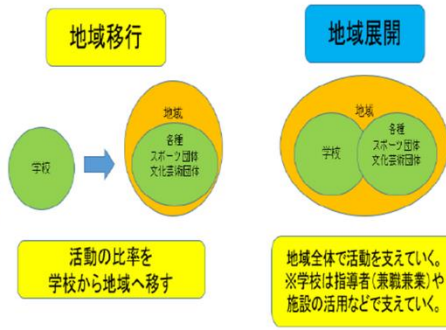 地域移行
学校
地域
各種
スポーツ団体
文化芸術団体
活動の比率を
学校から地域へ移す
地域展開
地域
学校
各種
スポーツ団体
文化芸術団体
地域全体で活動を支えていく。
※学校は指導者(兼職兼業)や
施設の活用などで支えていく。